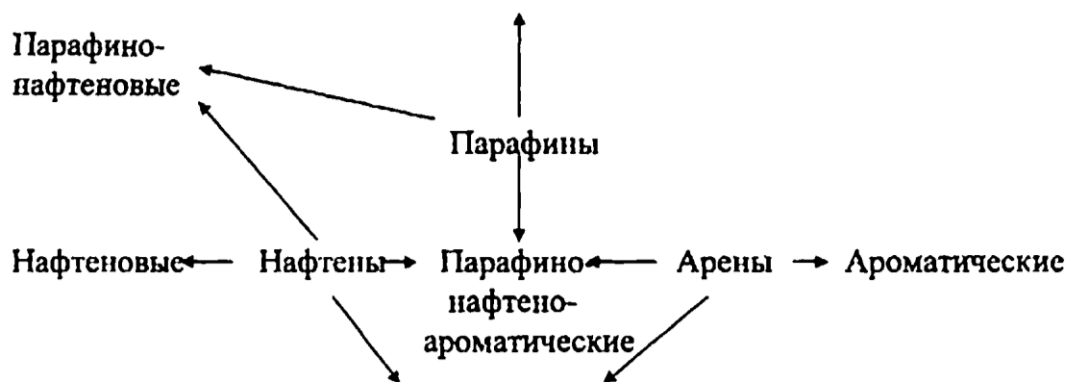 Парафино-
нафтеновые
Парафины
Нафтеновые Нафтены Парафино Арены Ароматические
нафтено-
ароматические